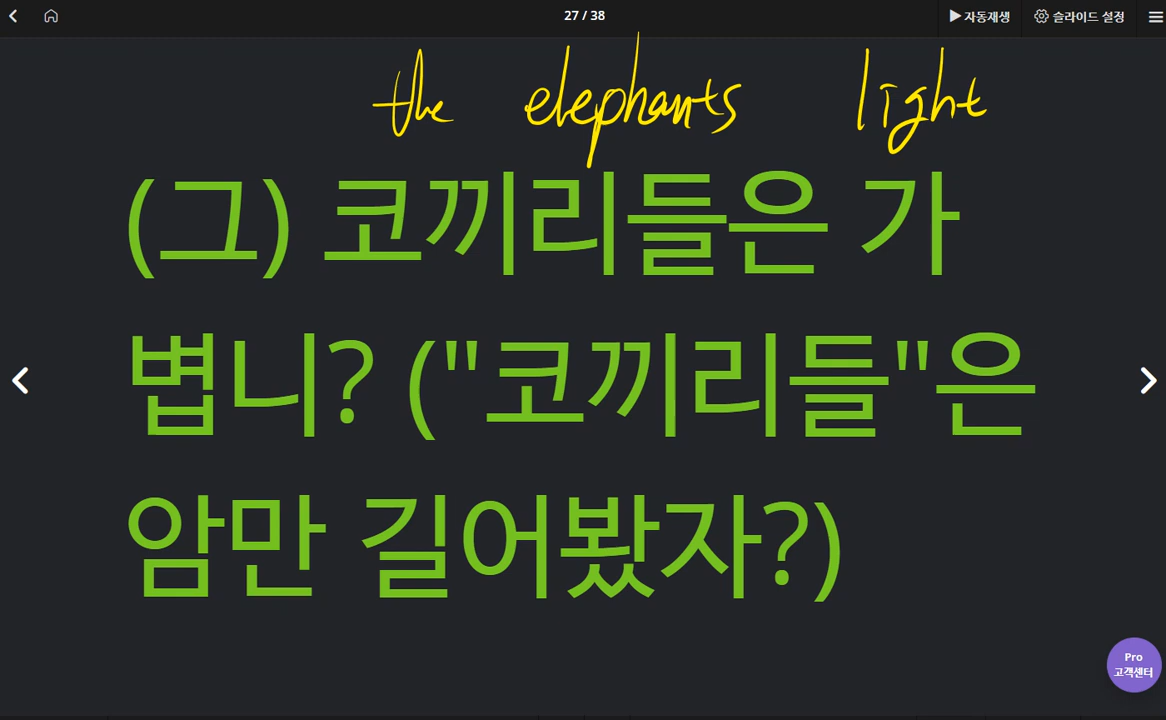 27 / 38
자동재생
슬라이드 설정
the elephants light
(그) 코끼리들은 가
볍니? ("코끼리들"은
암만 길어봤자?)
Pro
고객센터